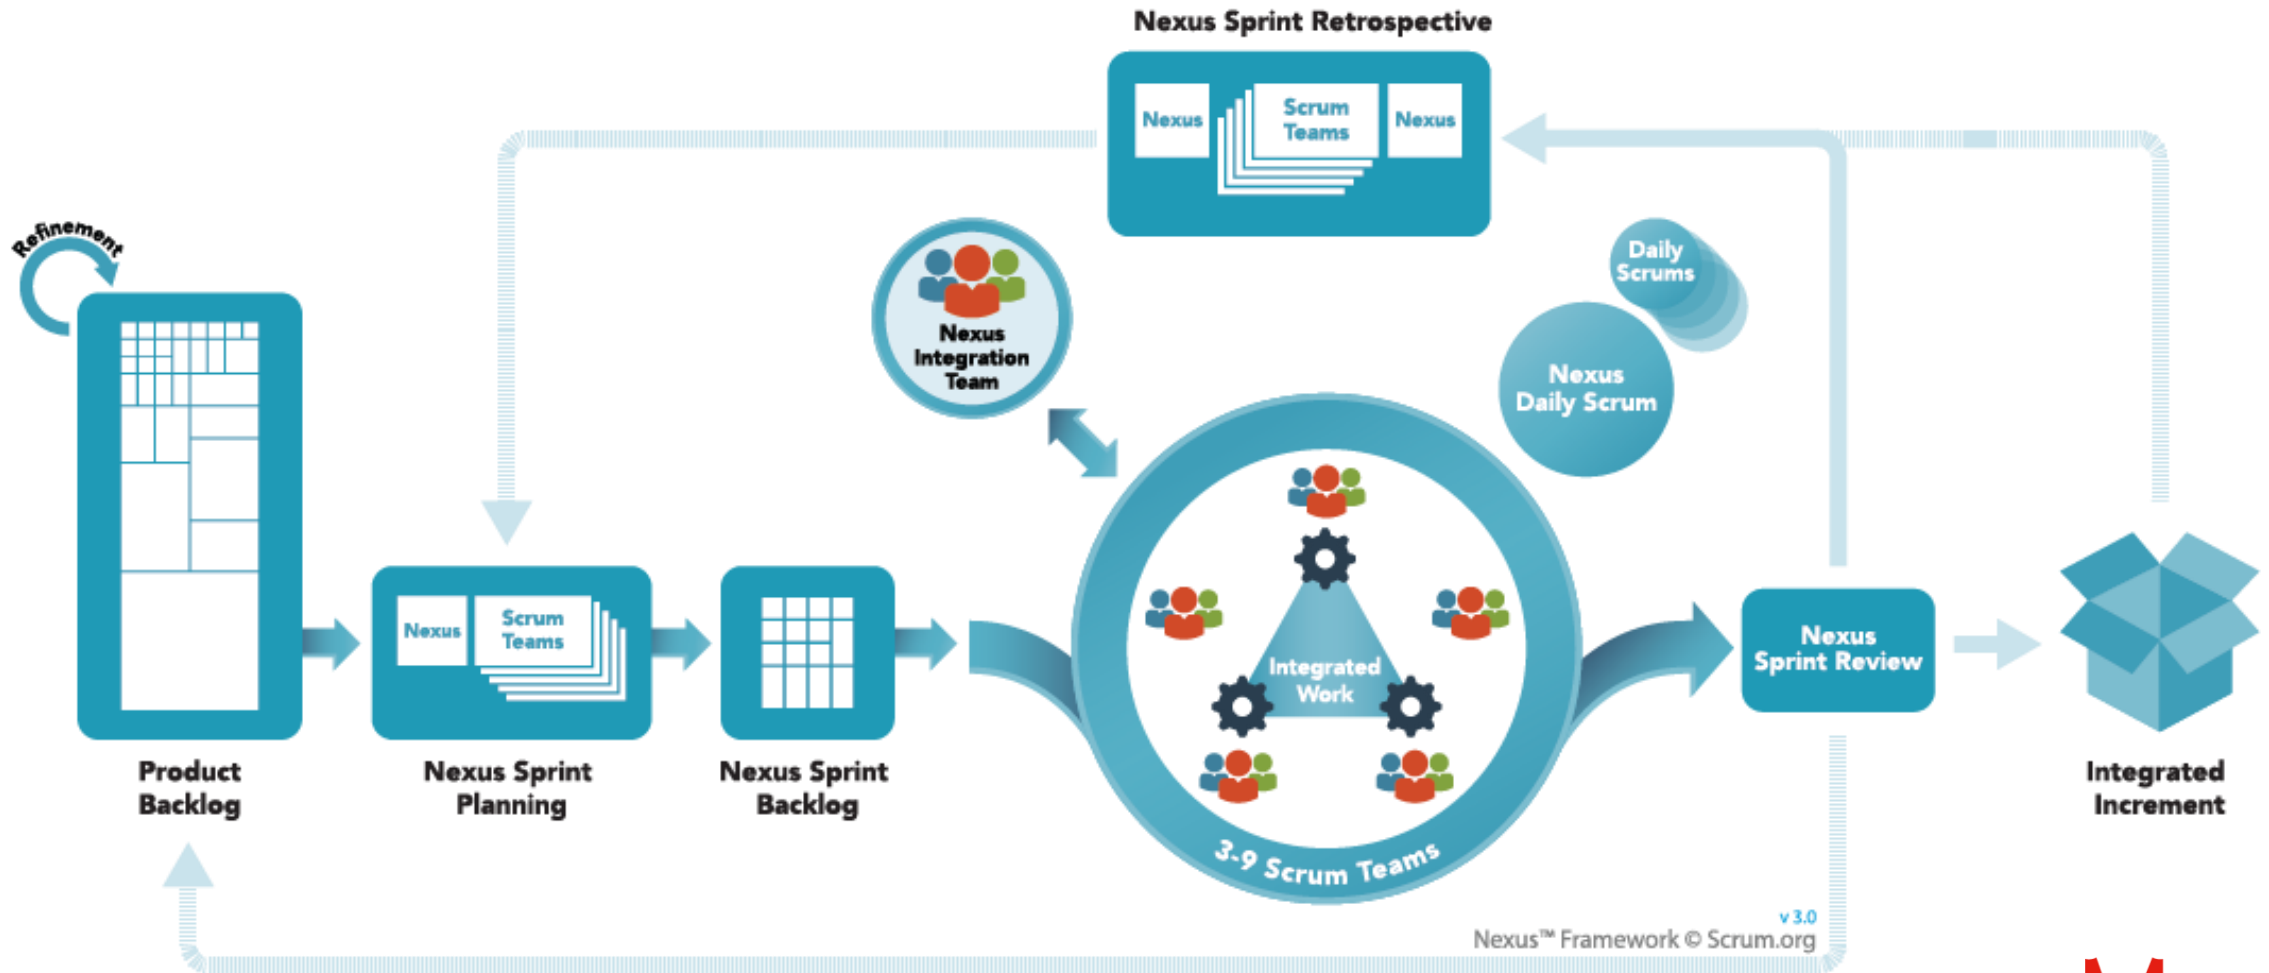 Nexus Sprint Retrospective
Nexus
Scrum
Teams
Nexus
Refinement
Daily
Scrums
Nexus
Integration
Team
Nexus
Daily Scrum
Nexus
Scrum
Teams
Integrated
Work
Nexus
Sprint Review
3-9 Scrum Teams
Product
Backlog
Nexus Sprint
Planning
Nexus Sprint
Backlog
Integrated
Increment
v 3.0
Nexus™ Framework © Scrum.org